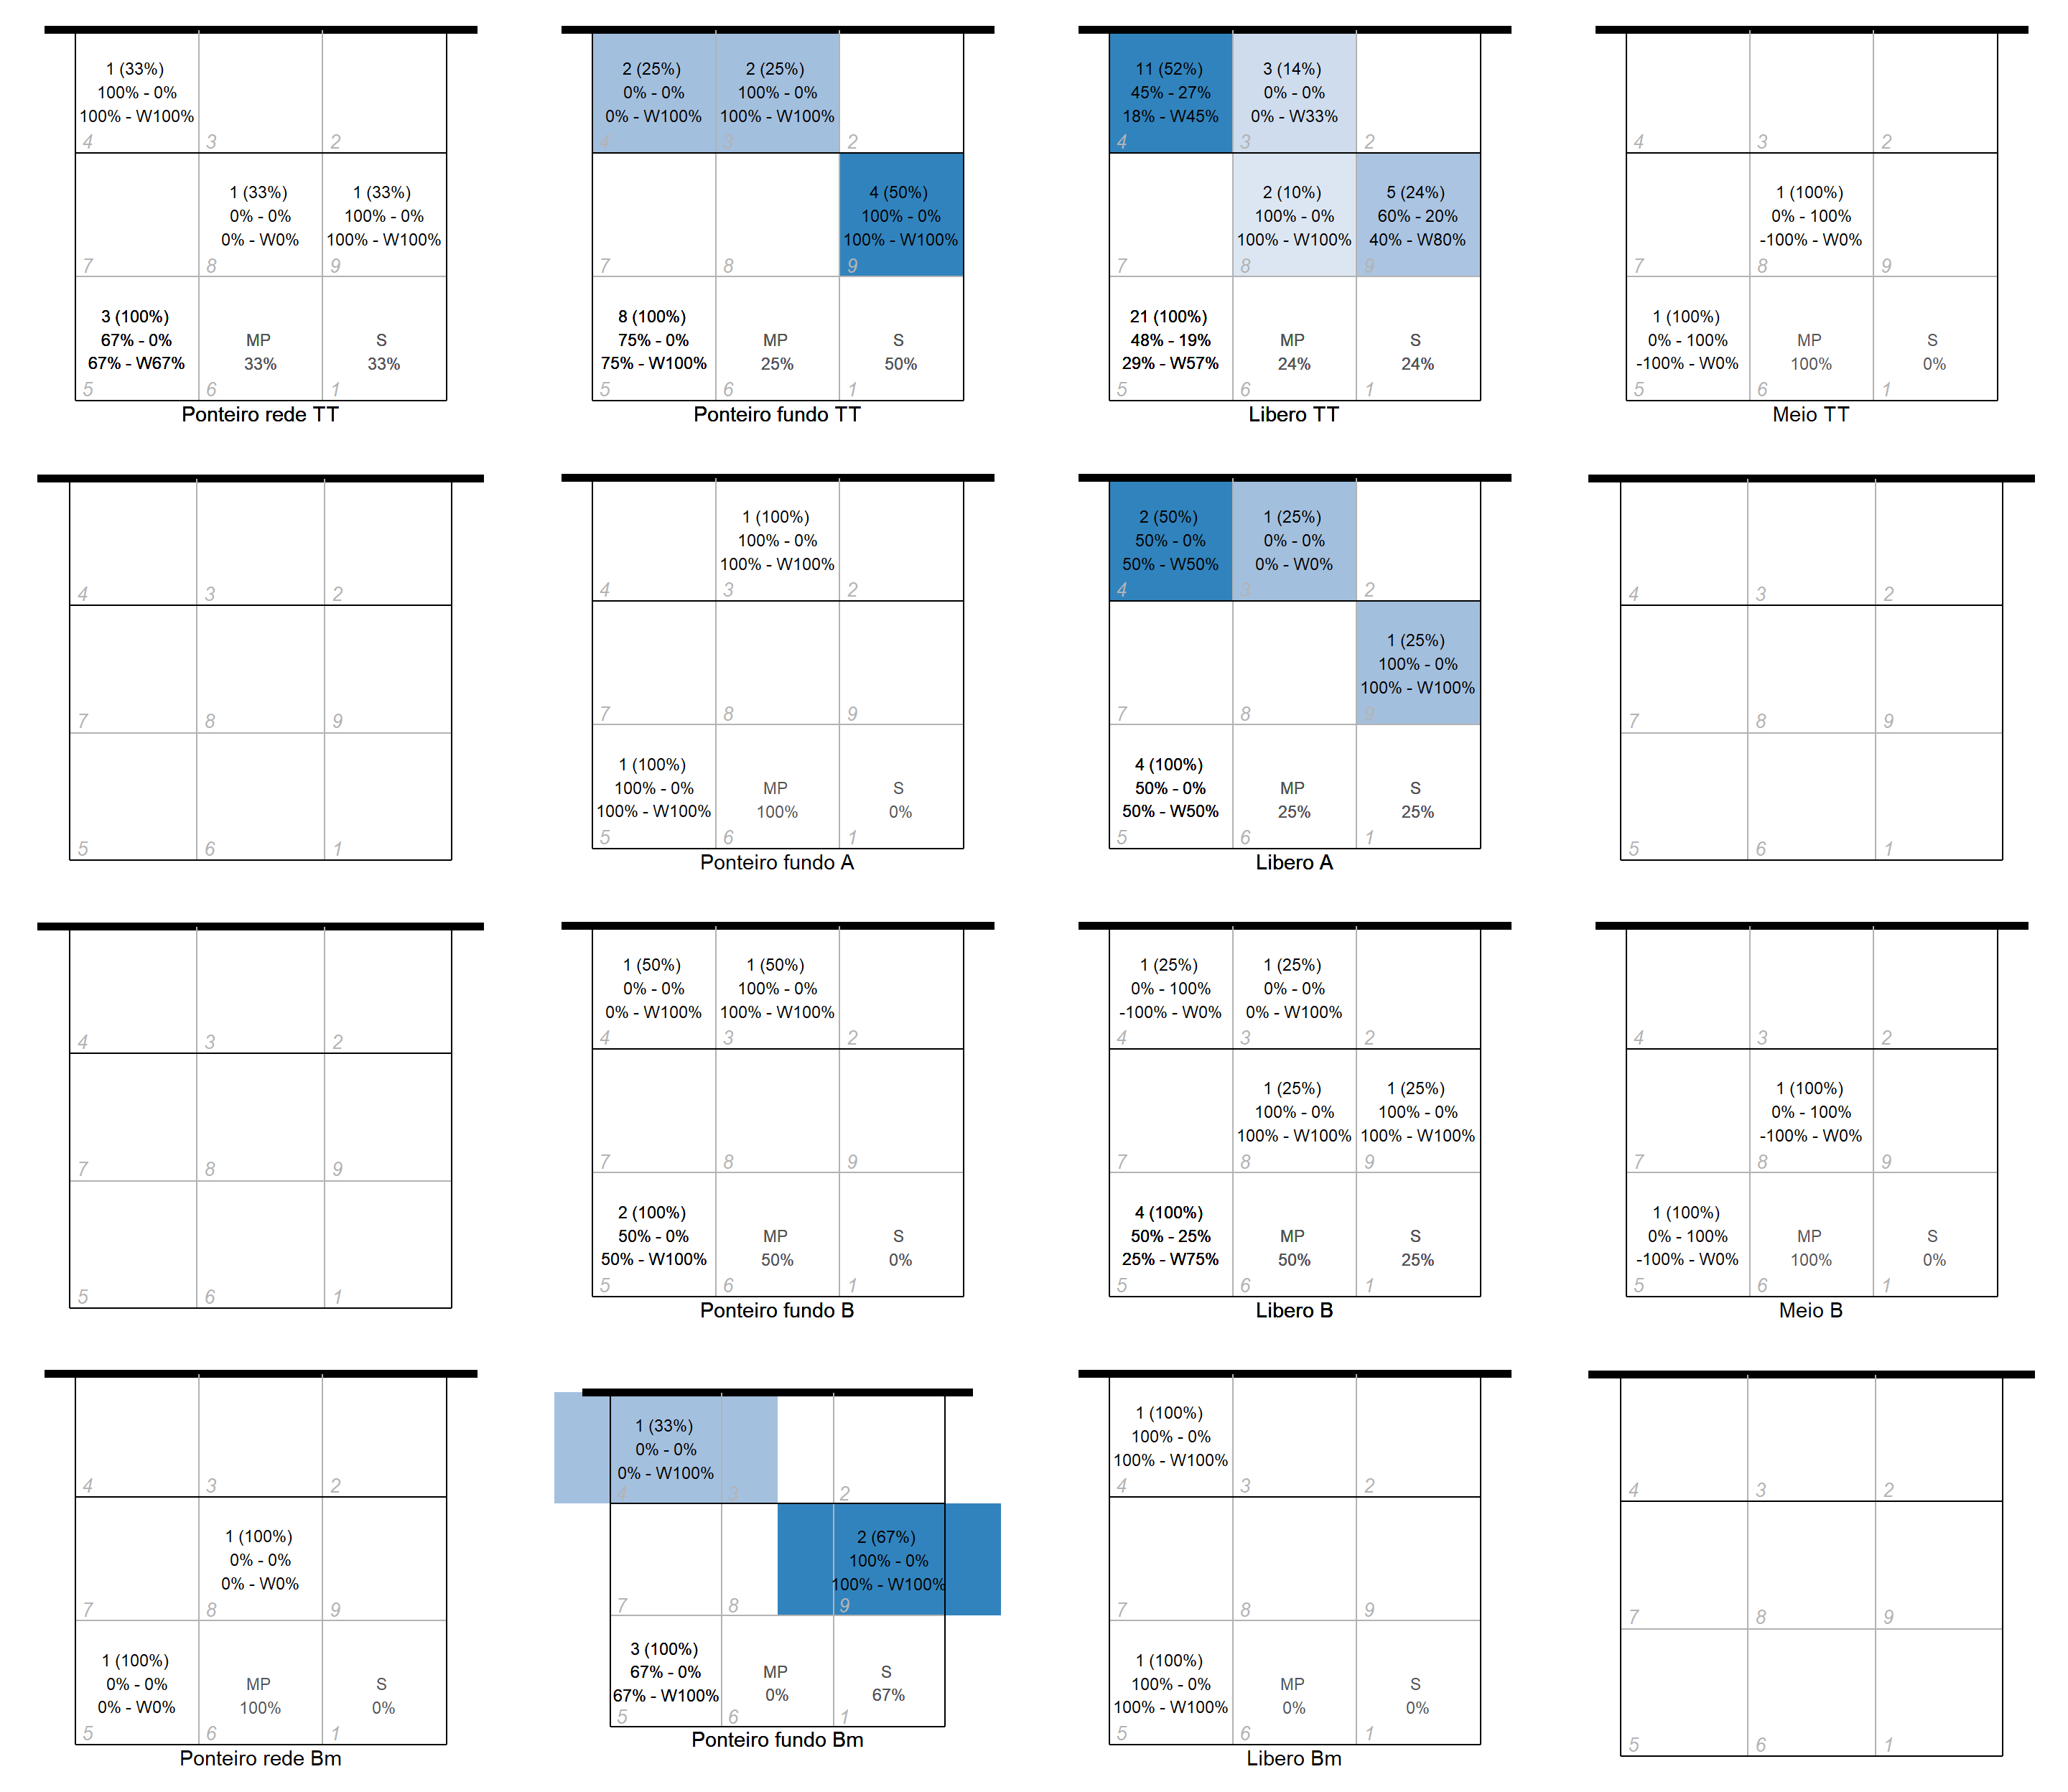 1 (33%)
100% - 0%
100% - W100%
4
3
2
1 (33%)
0% - 0%
0% - W0%
1 (33%)
100% - 0%
100% - W100%
7
8
9
3 (100%)
67% - 0%
67% - W67%
MP
33%
S
33%
5
6
1
Ponteiro rede TT
2 (25%)
0% - 0%
0% - W100%
2 (25%)
100% - 0%
100% - W100%
4
3
2
4 (50%)
100% - 0%
100% - W100%
7
8
9
8 (100%)
75% - 0%
75% - W100%
MP
25%
S
50%
5
6
1
Ponteiro fundo TT
11 (52%)
45% - 27%
18% - W45%
3 (14%)
0% - 0%
0% - W33%
4
3
2
2 (10%)
100% - 0%
100% - W100%
5 (24%)
60% - 20%
40% - W80%
7
8
9
21 (100%)
48% - 19%
29% - W57%
MP
24%
S
24%
5
6
1
Libero TT
4
3
2
1 (100%)
0% - 100%
-100% - W0%
7
8
9
1 (100%)
0% - 100%
-100% - W0%
MP
100%
S
0%
5
6
1
Meio TT
4
3
2
7
8
9
5
6
1
1 (100%)
100% - 0%
100% - W100%
4
3
2
7
8
9
1 (100%)
100% - 0%
100% - W100%
MP
100%
S
0%
5
6
1
Ponteiro fundo A
2 (50%)
50% - 0%
50% - W50%
1 (25%)
0% - 0%
0% - W0%
4
3
2
1 (25%)
100% - 0%
100% - W100%
7
8
9
4 (100%)
50% - 0%
50% - W50%
MP
25%
S
25%
5
6
1
Libero A
4
3
2
7
8
9
5
6
1
4
3
2
7
8
9
5
6
1
1 (50%)
0% - 0%
0% - W100%
1 (50%)
100% - 0%
100% - W100%
4
3
2
7
8
9
2 (100%)
50% - 0%
50% - W100%
MP
50%
S
0%
5
6
1
Ponteiro fundo B
1 (25%)
0% - 100%
-100% - W0%
1 (25%)
0% - 0%
0% - W100%
4
3
2
1 (25%)
100% - 0%
100% - W100%
1 (25%)
100% - 0%
100% - W100%
7
8
9
4 (100%)
50% - 25%
25% - W75%
MP
50%
S
25%
5
6
1
Libero B
4
3
2
1 (100%)
0% - 100%
-100% - W0%
7
8
9
1 (100%)
0% - 100%
-100% - W0%
MP
100%
S
0%
5
6
1
Meio B
4
3
2
1 (100%)
0% - 0%
0% - W0%
7
8
9
1 (100%)
0% - 0%
0% - W0%
MP
100%
S
0%
5
6
1
Ponteiro rede Bm
1 (33%)
0% - 0%
0% - W100%
4
3
2
2 (67%)
100% - 0%
100% - W100%
7
8
9
3 (100%)
67% - 0%
67% - W100%
MP
0%
S
67%
5
6
1
Ponteiro fundo Bm
1 (100%)
100% - 0%
100% - W100%
4
3
2
7
8
9
1 (100%)
100% - 0%
100% - W100%
MP
0%
S
0%
5
6
1
Libero Bm
4
3
2
7
8
9
5
6
1